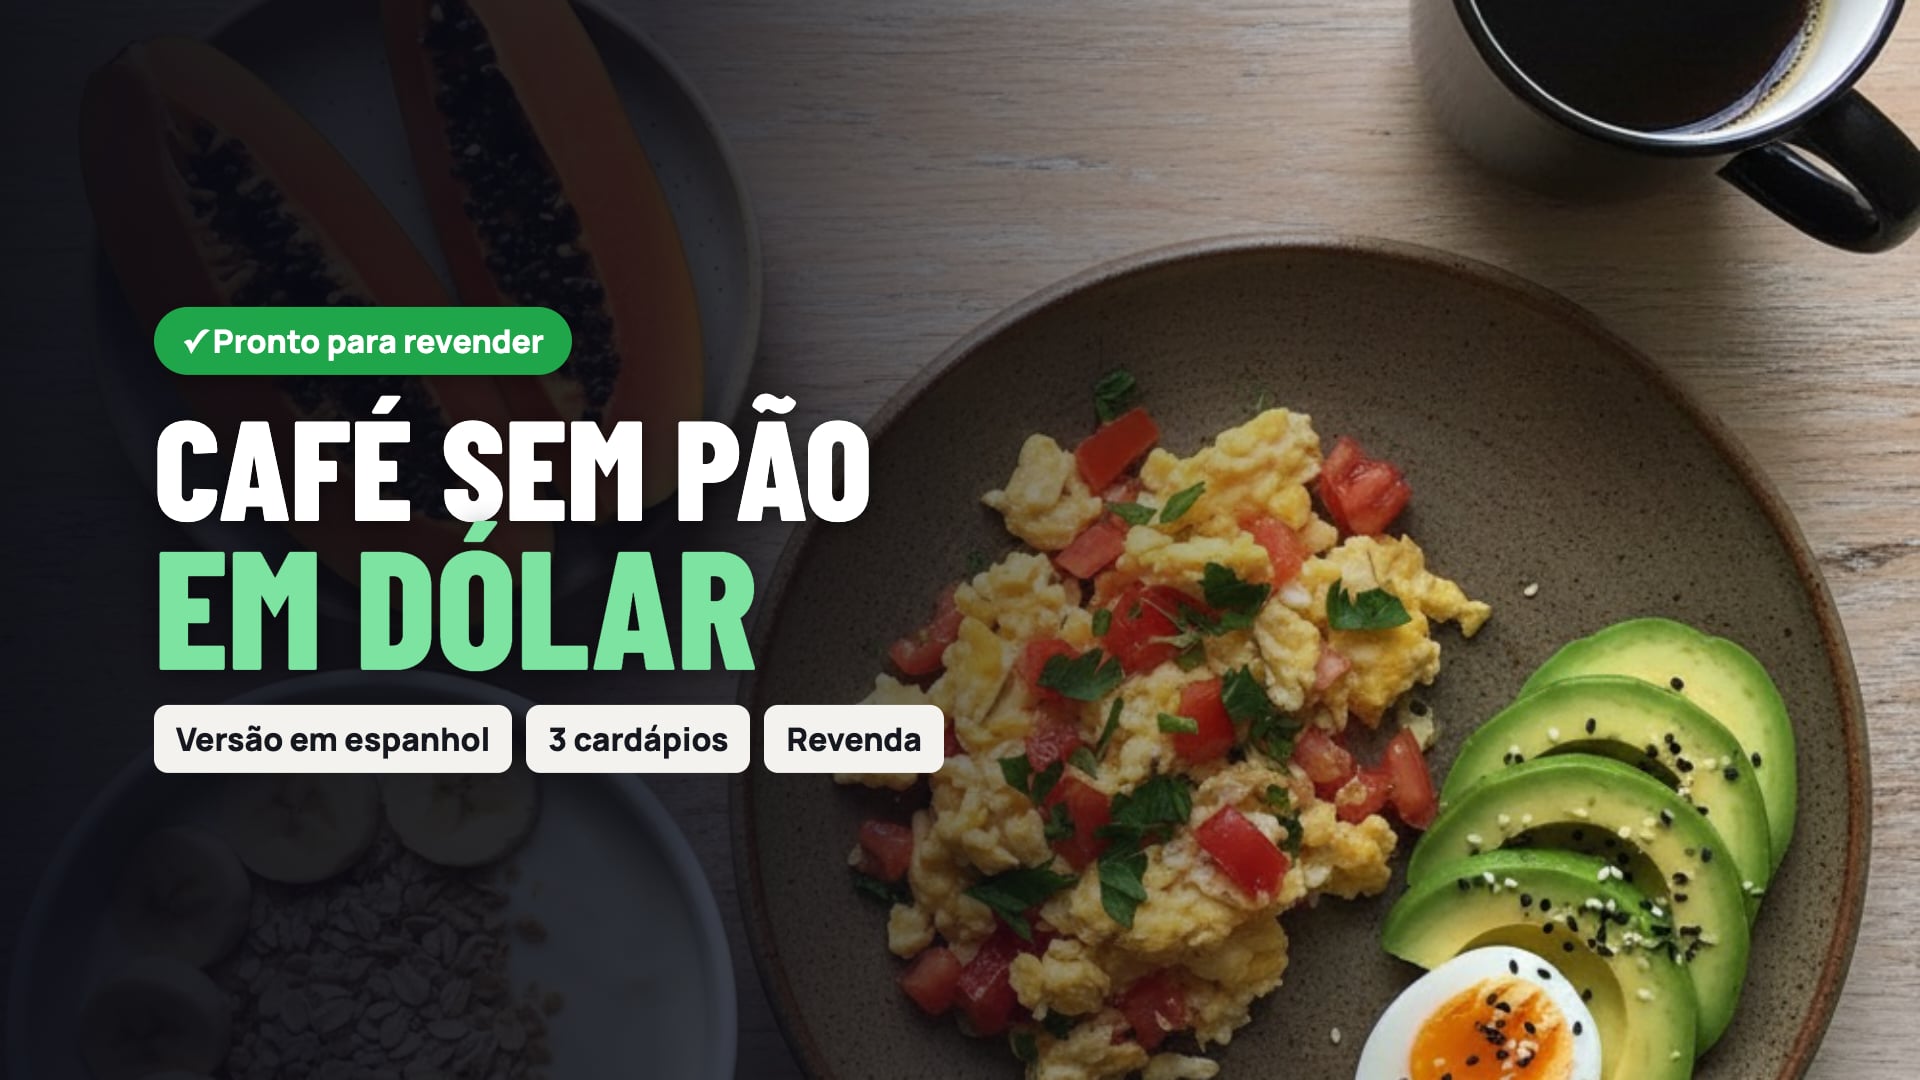 ✓Pronto para revender
CAFÉ SEM PÃO
EM DÓLAR
Versão em espanhol
3 cardápios
Revenda